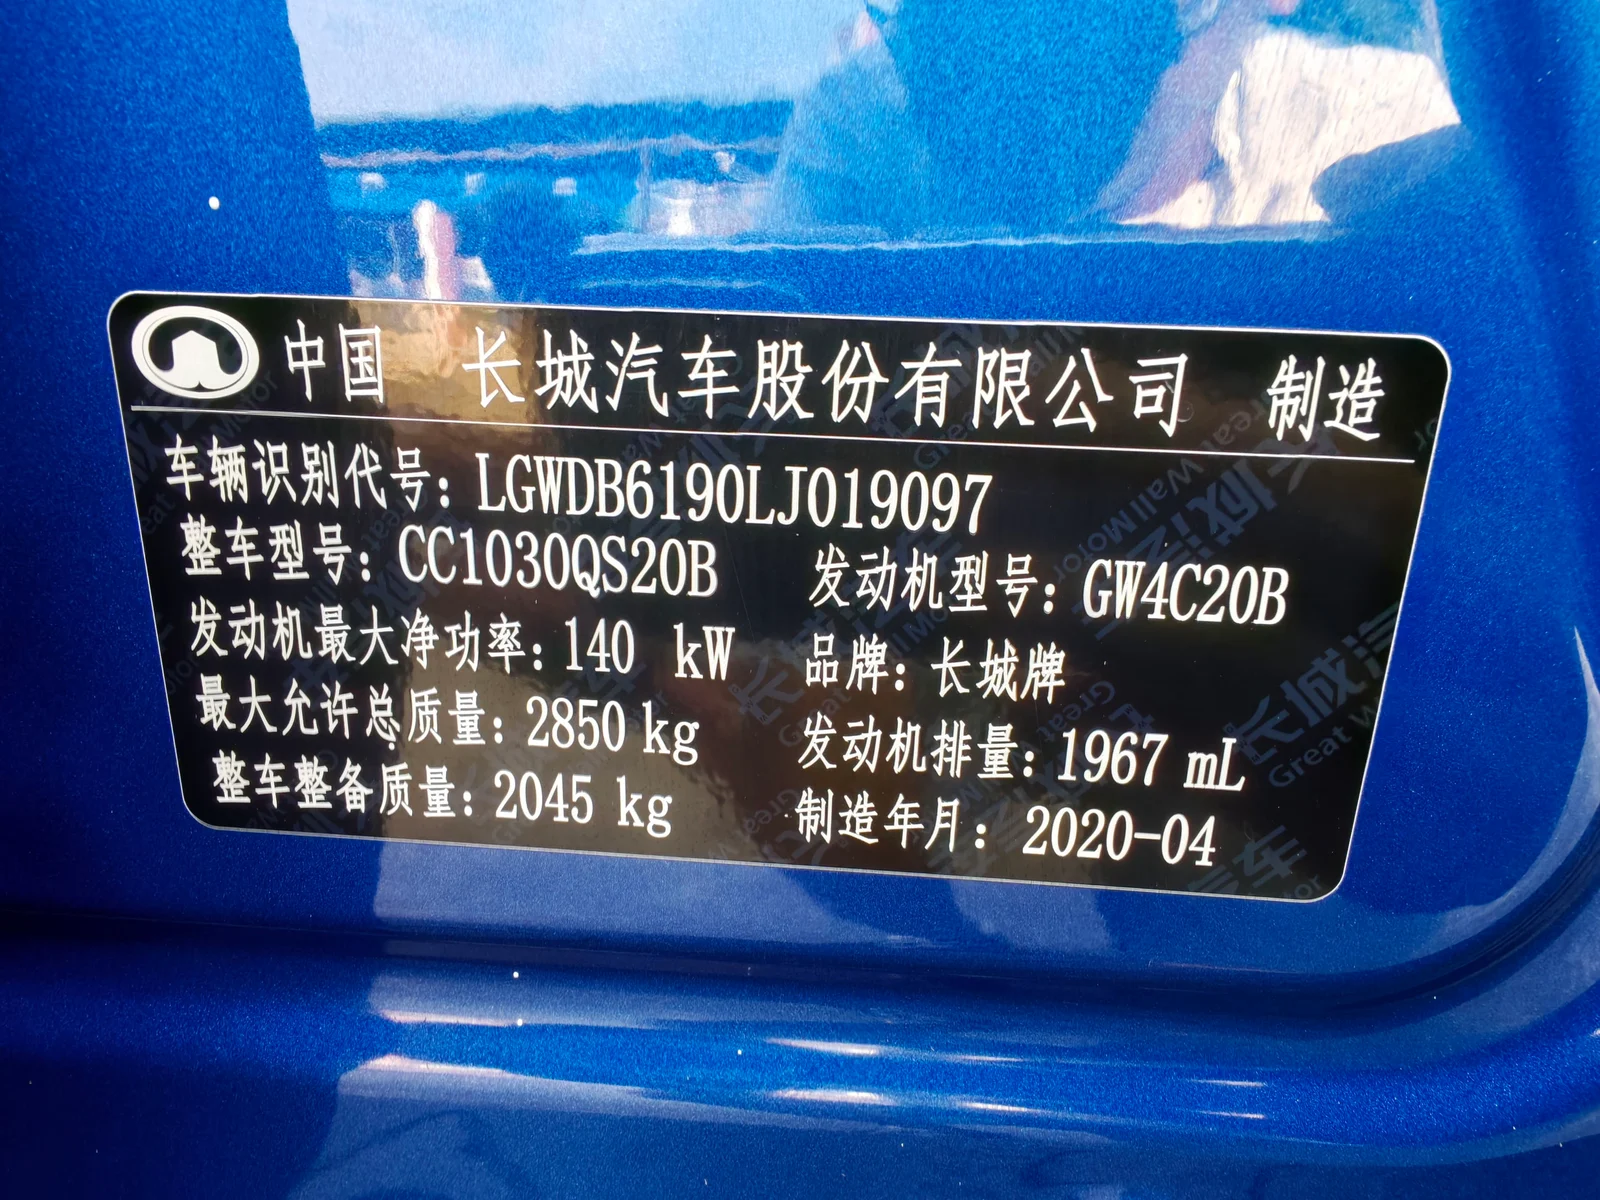 中国 长城汽车股份有限公司 制造
车辆识别代号: LGWDB6190LJ019097
整车型号: CC1030QS20B 发动机型号: GW4C20B
发动机最大净功率: 140 kW 品牌: 长城牌
最大允许总质量: 2850 kg 发动机排量: 1967 mL
整车整备质量: 2045 kg 制造年月: 2020-04